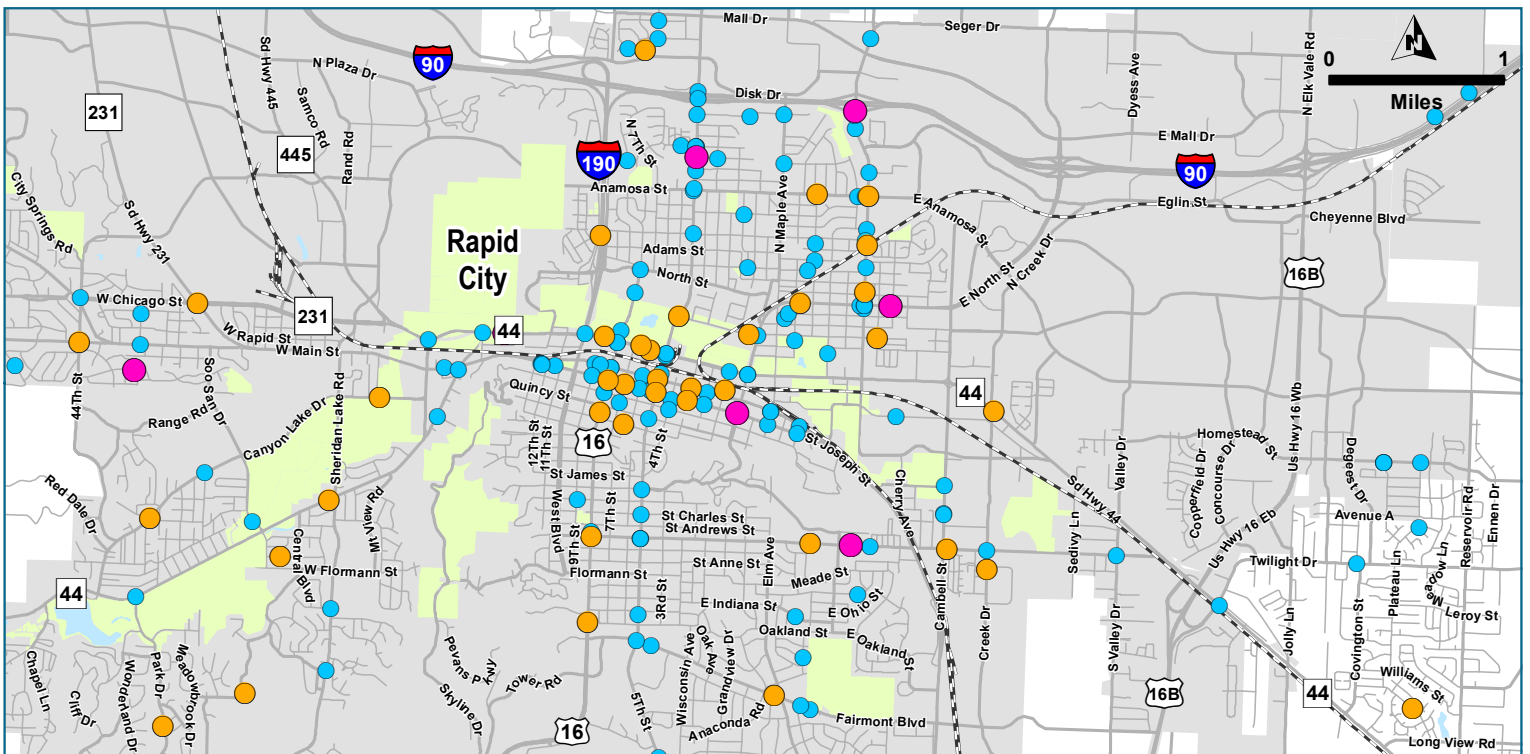 Mall Dr
Seger Dr
N Plaza Dr
90
Sd Hwy 445
Samco Rd
Rand Rd
231
445
Disk Dr
Dyess Ave
N Elk Vale Rd
N
0 1
Miles
E Mall Dr
90
N 7Th St
190
Anamosa St
Eglin St
Cheyenne Blvd
City Springs Rd
Sd Hwy 231
Rapid
City
N Maple Ave
E Anamosa St
Adams St
North St
E North St
N Creek Dr
16B
W Chicago St
231
W Rapid St
W Main St
44
44Th St
Soo San Dr
Range Rd
Canyon Lake Dr
Sheridan Lake Rd
Quincy St
12Th St
11Th St
16
4Th St
44
St Joseph St
Us Hwy 16 Wb
St James St
West Blvd
9Th St
7Th St
Cherry Ave
Sd Hwy 44
Valley Dr
Copperfield Dr
Concourse Dr
Homestead St
Degeest Dr
Avenue A
Reservoir Rd
Ennen Dr
Red Dale Dr
Mt View Rd
St Charles St
St Andrews St
Us Hwy 16 Eb
Twilight Dr
Sedivy Ln
Central Blvd
W Flormann St
Flormann St
St Anne St
Elm Ave
Meade St
3Rd St
E Indiana St
E Ohio St
Cambell St
Creek Dr
S Valley Dr
Jolly Ln
Covington St
Plateau Ln
Meadow Ln
Leroy St
44
Oakland St
E Oakland St
Chapel Ln
Cliff Dr
Wonderland Dr
Park Dr
Meadowbrook Dr
Pevans Pkwy
Skyline Dr
Tower Rd
16
5Th St
Wisconsin Ave
Oak Ave
Grandview Dr
Anaconda Rd
Fairmont Blvd
16B
44
Williams St
Long View Rd